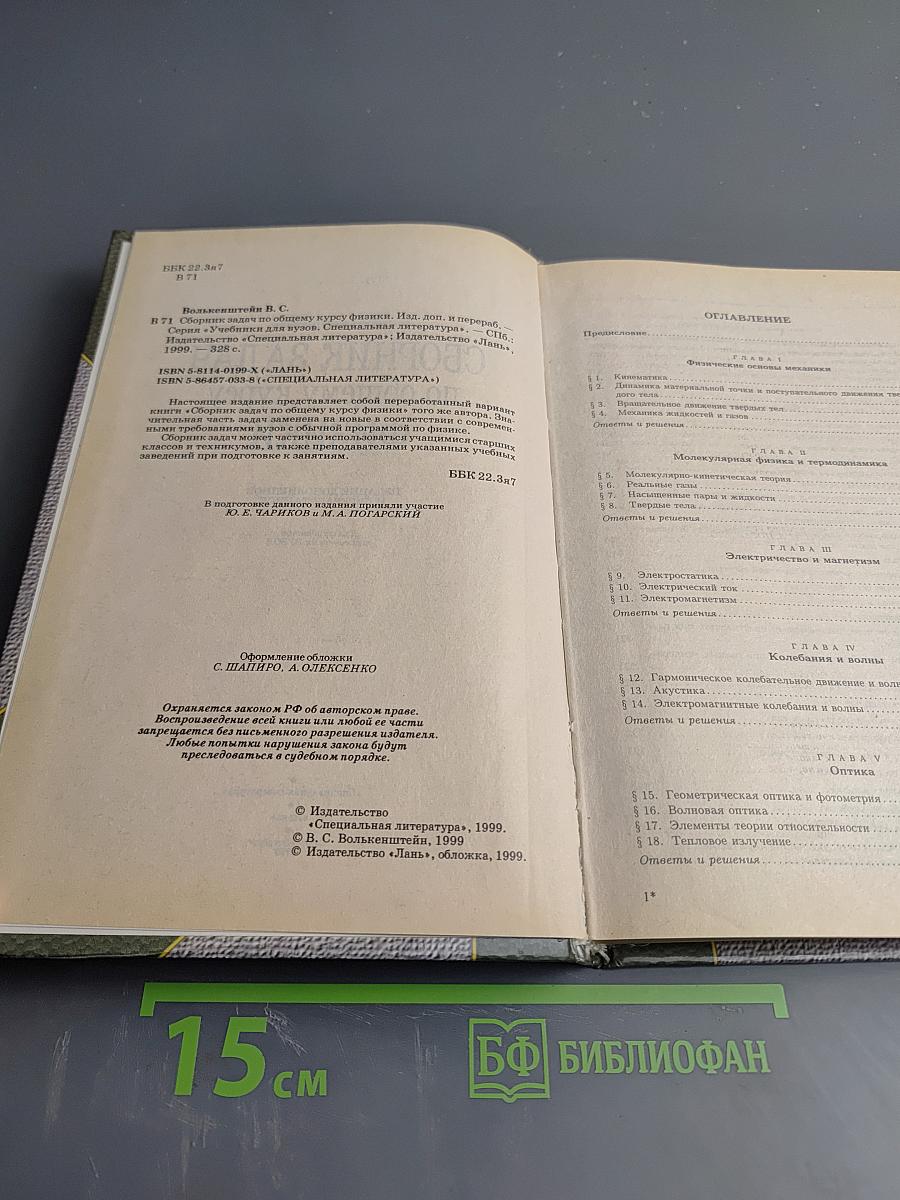 ББК 22.3я7
В 71
Волькенштейн В. С.
В 71 Сборник задач по общему курсу физики. Изд. доп. и перераб. —
Серия «Учебники для вузов. Специальная литература». — СПб.:
Издательство «Специальная литература»; Издательство «Лань»,
1999. — 328 с.
ISBN 5-8114-0199-X («ЛАНЬ»)
ISBN 5-86457-033-8 («СПЕЦИАЛЬНАЯ ЛИТЕРАТУРА»)
Настоящее издание представляет собой переработанный вариант
книги «Сборник задач по общему курсу физики» того же автора. Зна-
чительная часть задач заменена на новые в соответствии с современ-
ными требованиями вузов с обычной программой по физике.
Сборник задач может частично использоваться учащимися старших
классов и техникумов, а также преподавателями указанных учебных
заведений при подготовке к занятиям.
ББК 22.3я7
В подготовке данного издания приняли участие
Ю. Е. ЧАРИКОВ и М. А. ПОГАРСКИЙ
Оформление обложки
С. ШАПИРО, А. ОЛЕКСЕНКО
Охраняется законом РФ об авторском праве.
Воспроизведение всей книги или любой ее части
запрещается без письменного разрешения издателя.
Любые попытки нарушения закона будут
преследоваться в судебном порядке.
© Издательство
«Специальная литература», 1999.
© В. С. Волькенштейн, 1999
© Издательство «Лань», обложка, 1999.
ОГЛАВЛЕНИЕ
Предисловие
ГЛАВА I
Физические основы механики
§ 1. Кинематика
§ 2. Динамика материальной точки и поступательного движения твер
дого тела
§ 3. Вращательное движение твердых тел
§ 4. Механика жидкостей и газов
Ответы и решения
ГЛАВА II
Молекулярная физика и термодинамика
§ 5. Молекулярно-кинетическая теория
§ 6. Реальные газы
§ 7. Насыщенные пары и жидкости
§ 8. Твердые тела
Ответы и решения
ГЛАВА III
Электричество и магнетизм
§ 9. Электростатика
§ 10. Электрический ток
§ 11. Электромагнетизм
Ответы и решения
ГЛАВА IV
Колебания и волны
§ 12. Гармоническое колебательное движение и волн
§ 13. Акустика
§ 14. Электромагнитные колебания и волны
Ответы и решения
ГЛАВА V
Оптика
§ 15. Геометрическая оптика и фотометрия
§ 16. Волновая оптика
§ 17. Элементы теории относительности
§ 18. Тепловое излучение
Ответы и решения
1*
15 см
БФ БИБЛИОФАН